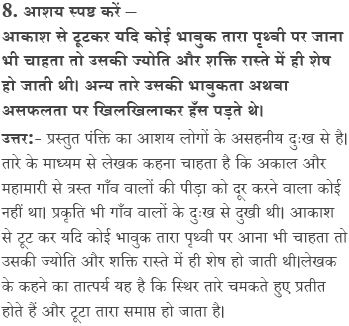 8. आशय स्पष्ट करें –
आकाश से टूटकर यदि कोई भावुक तारा पृथ्वी पर जाना
भी चाहता तो उसकी ज्योति और शक्ति रास्ते में ही शेष
हो जाती थी। अन्य तारे उसकी भावुकता अथवा
असफलता पर खिलखिलाकर हँस पड़ते थे।
उत्तर:- प्रस्तुत पंक्ति का आशय लोगों के असहनीय दुःख से है।
तारे के माध्यम से लेखक कहना चाहता है कि अकाल और
महामारी से त्रस्त गाँव वालों की पीड़ा को दूर करने वाला कोई
नहीं था। प्रकृति भी गाँव वालों के दुःख से दुखी थी। आकाश
से टूट कर यदि कोई भावुक तारा पृथ्वी पर आना भी चाहता तो
उसकी ज्योति और शक्ति रास्ते में ही शेष हो जाती थी।लेखक
के कहने का तात्पर्य यह है कि स्थिर तारे चमकते हुए प्रतीत
होते हैं और टूटा तारा समाप्त हो जाता है।